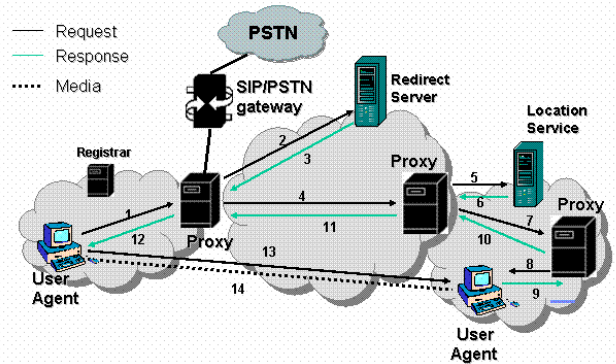 Request
Response
Media
PSTN
SIP/PSTN
gateway
Redirect
Server
Location
Service
Registrar
Proxy
Proxy
Proxy
User
Agent
User
Agent
1
2
3
4
5
6
7
8
9
10
11
12
13
14